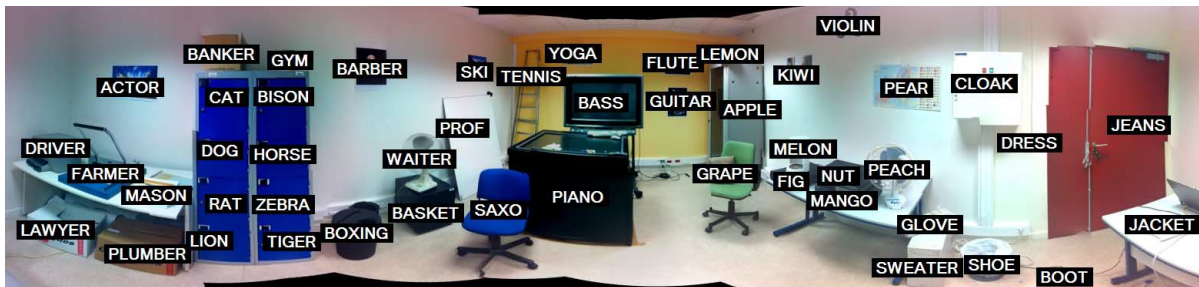 VIOLIN
BANKER
YOGA
LEMON
GYM
FLUTE
BARBER
SKI
TENNIS
KIWI
ACTOR
CAT
BISON
BASS
GUITAR
APPLE
PEAR
CLOAK
PROF
JEANS
DRIVER
DOG
HORSE
WAITER
MELON
DRESS
FARMER
MASON
GRAPE
FIG
NUT
PEACH
RAT
ZEBRA
BASKET
SAXO
PIANO
MANGO
LAWYER
BOXING
GLOVE
JACKET
PLUMBER
LION
TIGER
SWEATER
SHOE
BOOT